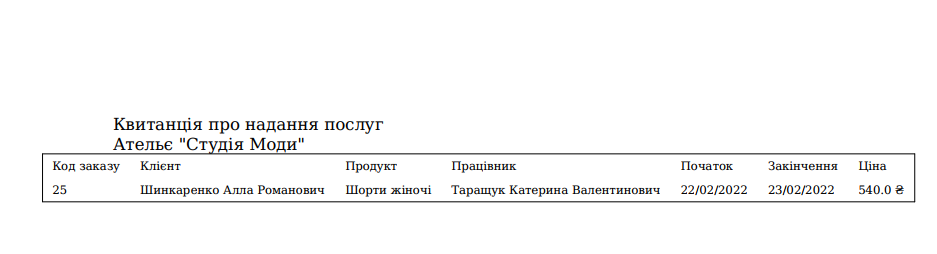 Квитанція про надання послуг
Ательє "Студія Моди"
Код заказу Клієнт Продукт Працівник Початок Закінчення Ціна
25 Шинкаренко Алла Романович Шорти жіночі Таращук Катерина Валентинович 22/02/2022 23/02/2022 540.0 ₴